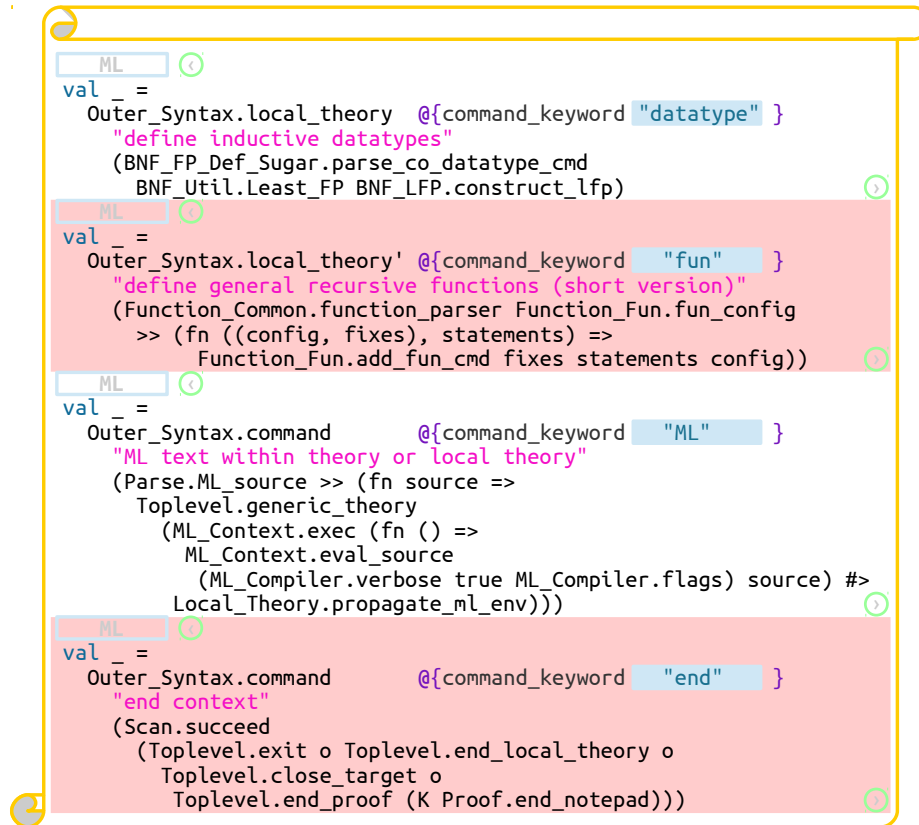 ML ‹
val _ =
Outer_Syntax.local_theory @{command_keyword "datatype" }
"define inductive datatypes"
(BNF_FP_Def_Sugar.parse_co_datatype_cmd
BNF_Util.Least_FP BNF_LFP.construct_lfp) ›
ML ‹
val _ =
Outer_Syntax.local_theory' @{command_keyword "fun" }
"define general recursive functions (short version)"
(Function_Common.function_parser Function_Fun.fun_config
>> (fn ((config, fixes), statements) =>
Function_Fun.add_fun_cmd fixes statements config)) ›
ML ‹
val _ =
Outer_Syntax.command @{command_keyword "ML" }
"ML text within theory or local theory"
(Parse.ML_source >> (fn source =>
Toplevel.generic_theory
(ML_Context.exec (fn () =>
ML_Context.eval_source
(ML_Compiler.verbose true ML_Compiler.flags) source) #>
Local_Theory.propagate_ml_env))) ›
ML ‹
val _ =
Outer_Syntax.command @{command_keyword "end" }
"end context"
(Scan.succeed
(Toplevel.exit o Toplevel.end_local_theory o
Toplevel.close_target o
Toplevel.end_proof (K Proof.end_notepad))) ›